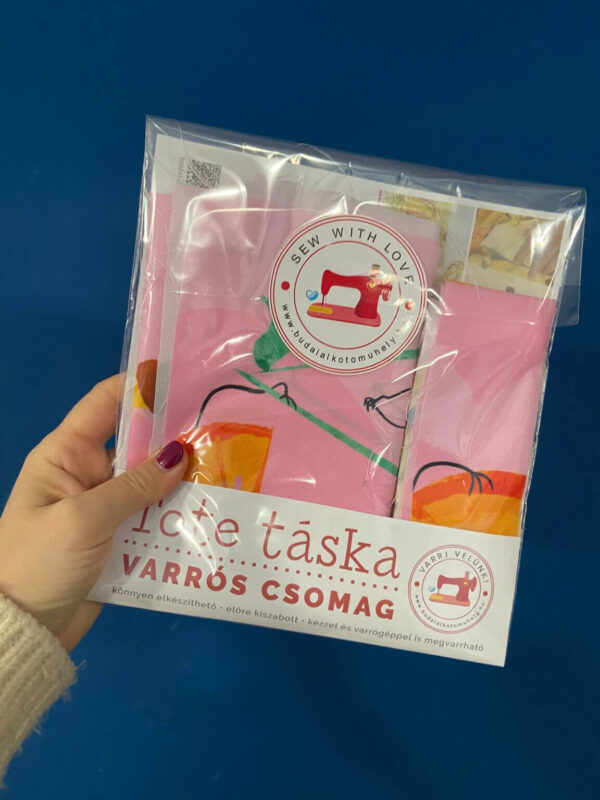 SEW WITH LOVE
www.budaialkotomuhely.hu
Tote táska
VARRÓS CSOMAG
könnyen elkészíthető • előre kiszabott • kézzel és varrógéppel is megvarrható
VARRJ VELÜNK!
www.budaialkotomuhely.hu